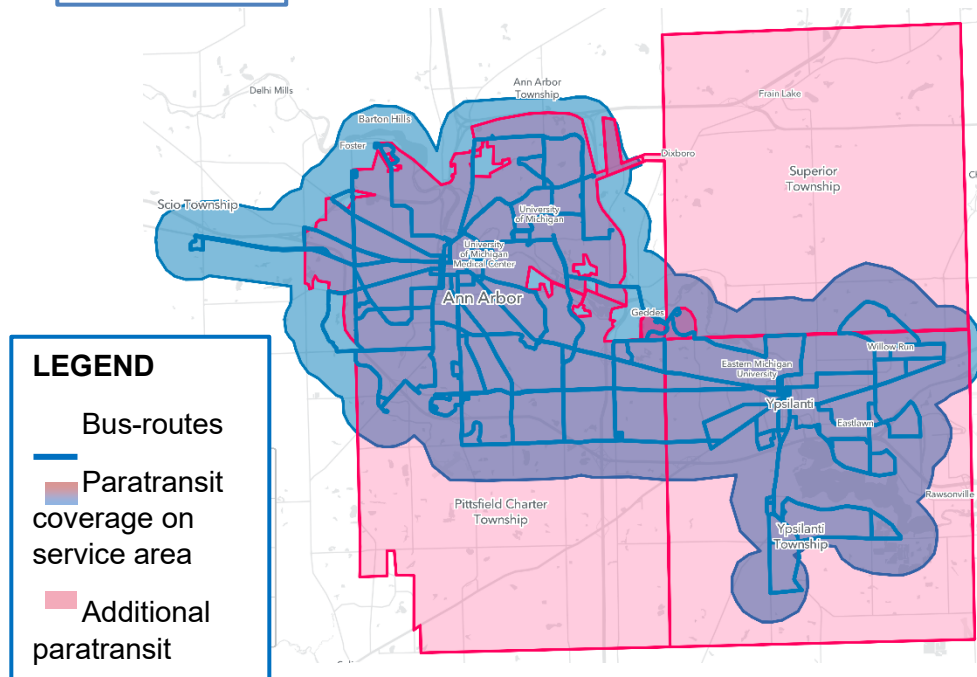 Delhi Mills
Ann Arbor
Township
Frain Lake
Barton Hills
Foster
Dixboro
Superior
Township
Scio Township
University
of Michigan
University
of Michigan
Medical Center
Ann Arbor
Geddes
Willow Run
Eastern Michigan
University
Ypsilanti
Eastlawn
Rawsonville
Pittsfield Charter
Township
Ypsilanti
Township
LEGEND
Bus-routes
Paratransit
coverage on
service area
Additional
paratransit